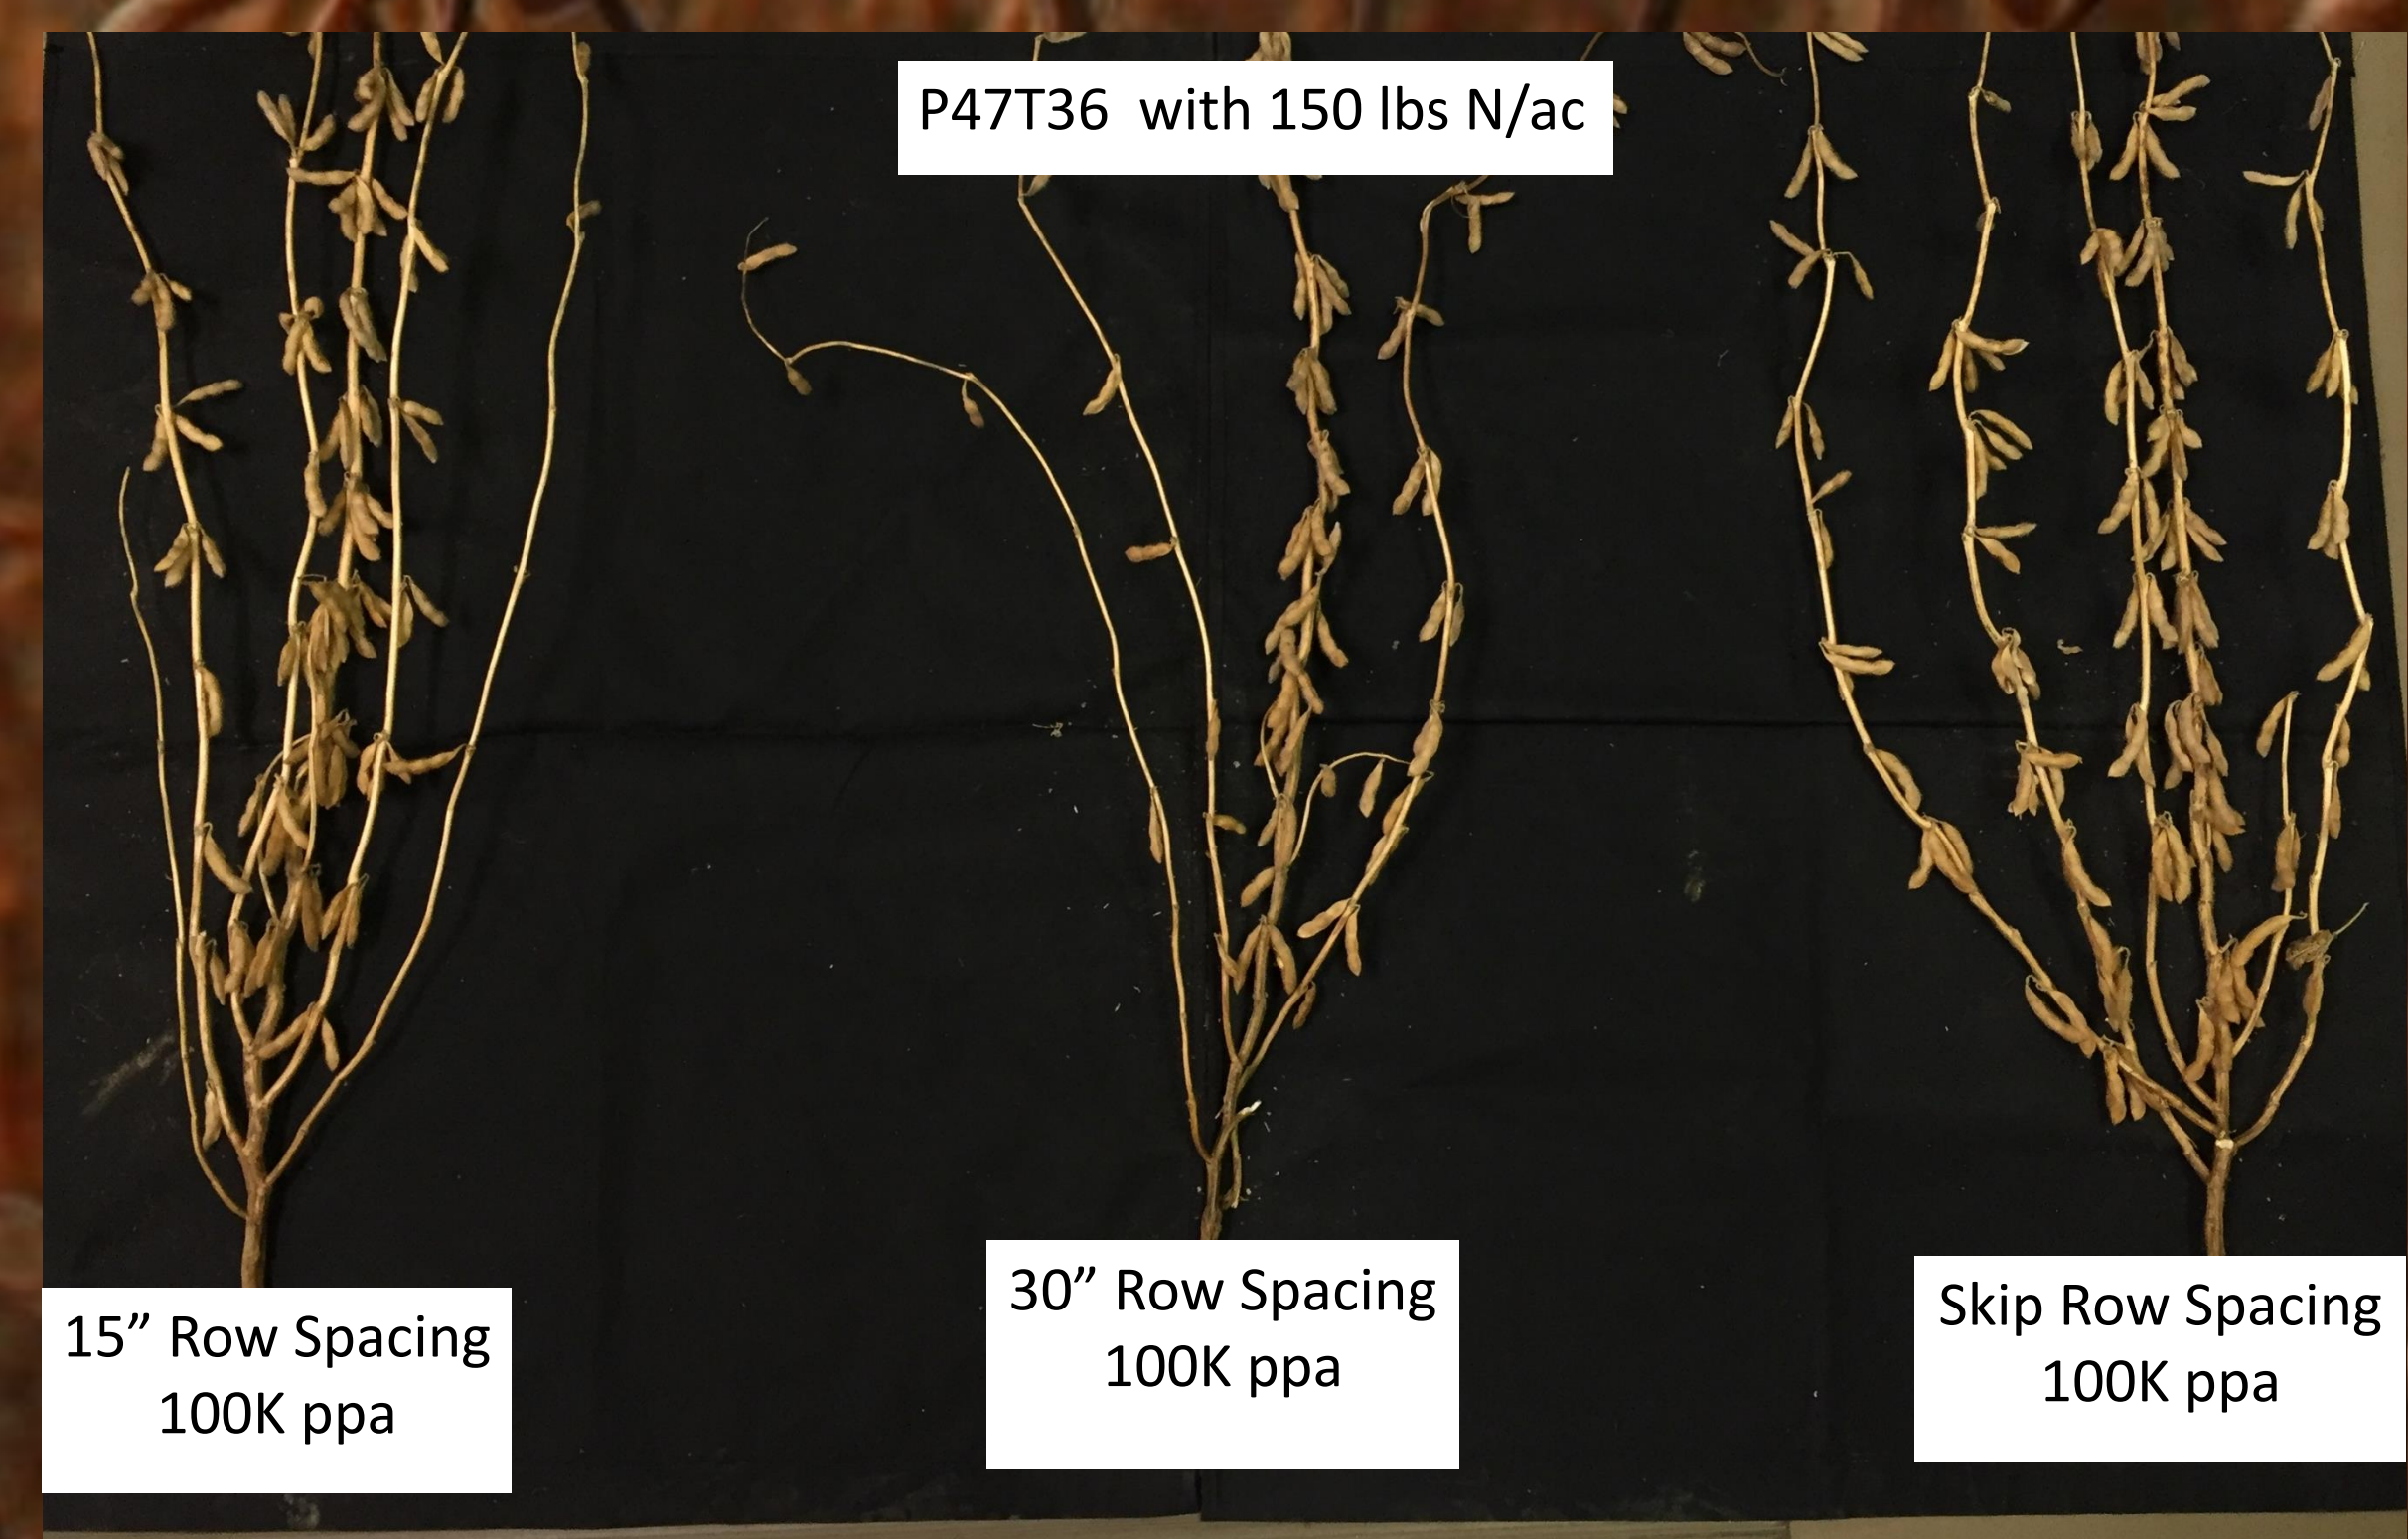 P47T36 with 150 lbs N/ac
15” Row Spacing
100K ppa
30” Row Spacing
100K ppa
Skip Row Spacing
100K ppa